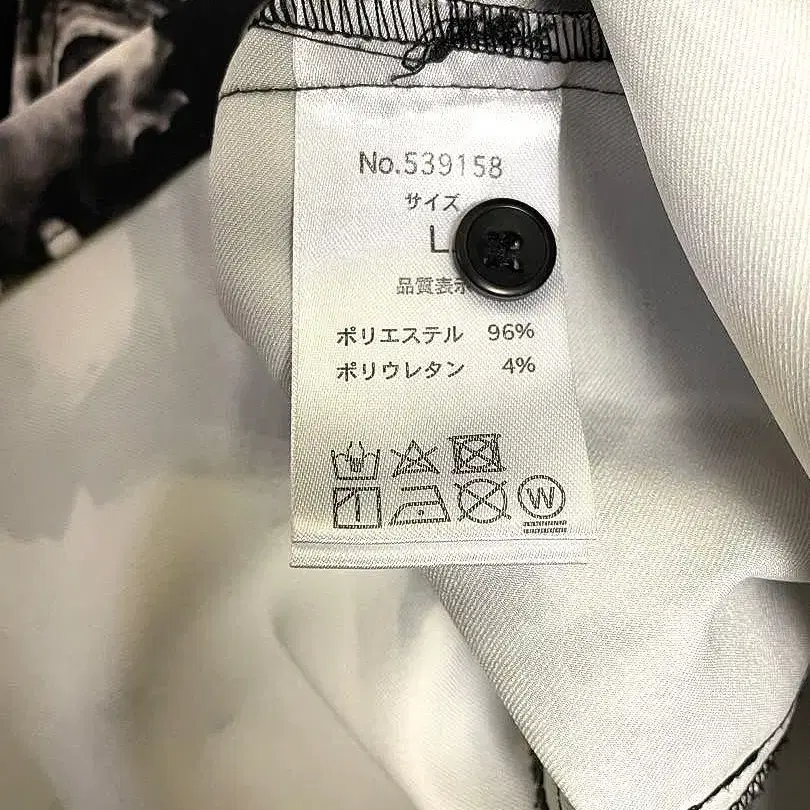 No.539158
サイズ
L
品質表示
ポリエステル 96%
ポリウレタン 4%
W